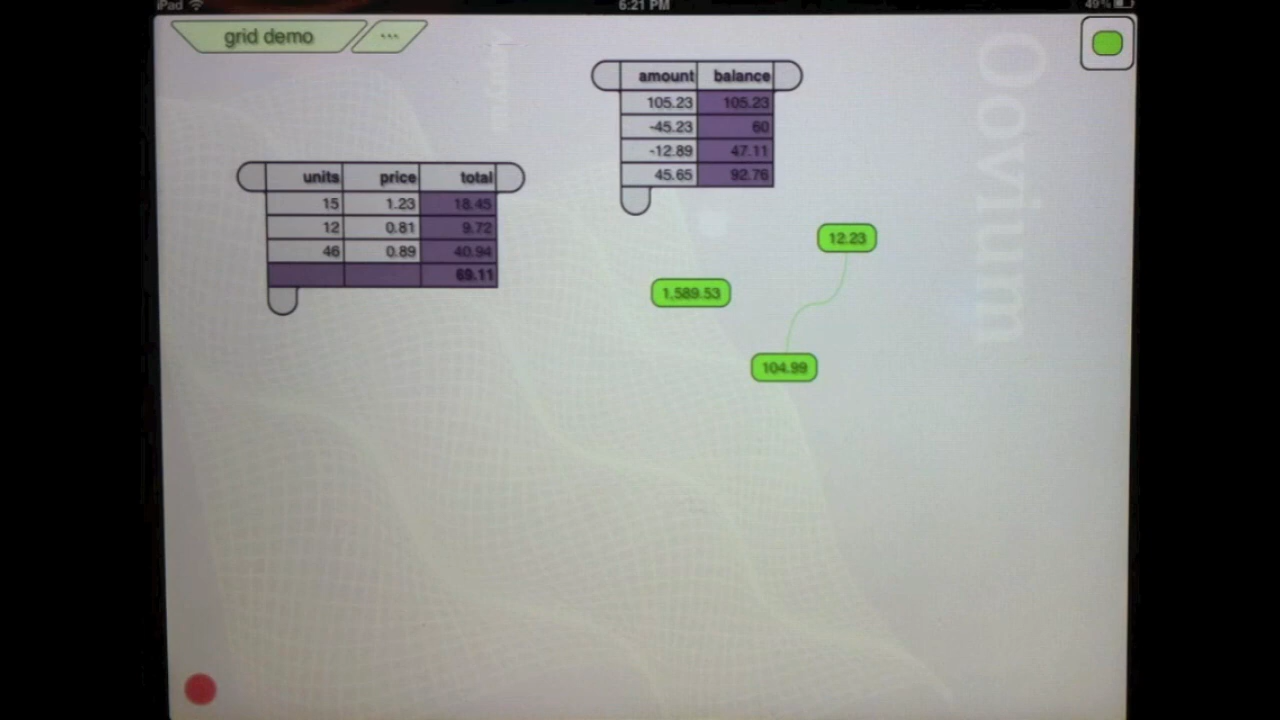 iPad 6:21 PM 49%
grid demo ...
Oovium
amount balance
105.23 105.23
-45.23 60
-12.89 47.11
45.65 92.76
units price total
15 1.23 18.45
12 0.81 9.72
46 0.89 40.94
69.11
12.23
1,589.53
104.99